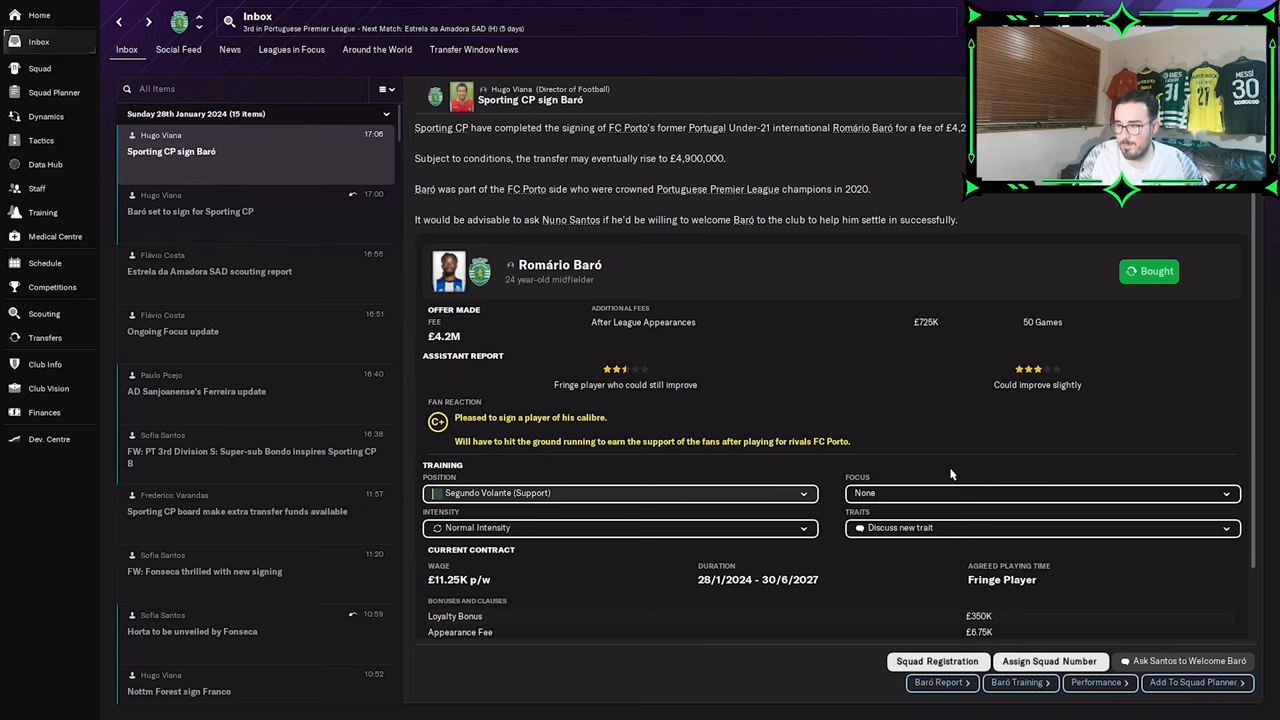 Home
Inbox
Squad
Squad Planner
Dynamics
Tactics
Data Hub
Staff
Training
Medical Centre
Schedule
Competitions
Scouting
Transfers
Club Info
Club Vision
Finances
Dev. Centre
Inbox
3rd in Portuguese Premier League - Next Match: Estrela da Amadora SAD (H) (5 days)
Inbox
Social Feed
News
Leagues in Focus
Around the World
Transfer Window News
All Items
Sunday 28th January 2024 (15 items)
Hugo Viana 17:06
Sporting CP sign Baró
Hugo Viana 17:00
Baró set to sign for Sporting CP
Flávio Costa 16:56
Estrela da Amadora SAD scouting report
Flávio Costa 16:51
Ongoing Focus update
Paulo Poejo 16:40
AD Sanjoanense's Ferreira update
Sofia Santos 16:38
FW: PT 3rd Division S: Super-sub Bondo inspires Sporting CP
B
Frederico Varandas 11:57
Sporting CP board make extra transfer funds available
Sofia Santos 11:20
FW: Fonseca thrilled with new signing
Sofia Santos 10:59
Horta to be unveiled by Fonseca
Hugo Viana 10:52
Nottm Forest sign Franco
Hugo Viana (Director of Football)
Sporting CP sign Baró
Sporting CP have completed the signing of FC Porto's former Portugal Under-21 international Romário Baró for a fee of £4,2
Subject to conditions, the transfer may eventually rise to £4,900,000.
Baró was part of the FC Porto side who were crowned Portuguese Premier League champions in 2020.
It would be advisable to ask Nuno Santos if he'd be willing to welcome Baró to the club to help him settle in successfully.
Romário Baró
24 year-old midfielder
Bought
OFFER MADE
FEE
£4.2M
ADDITIONAL FEES
After League Appearances £725K 50 Games
ASSISTANT REPORT
Fringe player who could still improve
Could improve slightly
FAN REACTION
C+
Pleased to sign a player of his calibre.
Will have to hit the ground running to earn the support of the fans after playing for rivals FC Porto.
TRAINING
POSITION
Segundo Volante (Support)
FOCUS
None
INTENSITY
Normal Intensity
TRAITS
Discuss new trait
CURRENT CONTRACT
WAGE
£11.25K p/w
DURATION
28/1/2024 - 30/6/2027
AGREED PLAYING TIME
Fringe Player
BONUSES AND CLAUSES
Loyalty Bonus £350K
Appearance Fee £6.75K
Squad Registration
Assign Squad Number
Ask Santos to Welcome Baró
Baró Report
Baró Training
Performance
Add To Squad Planner
MESSI
30